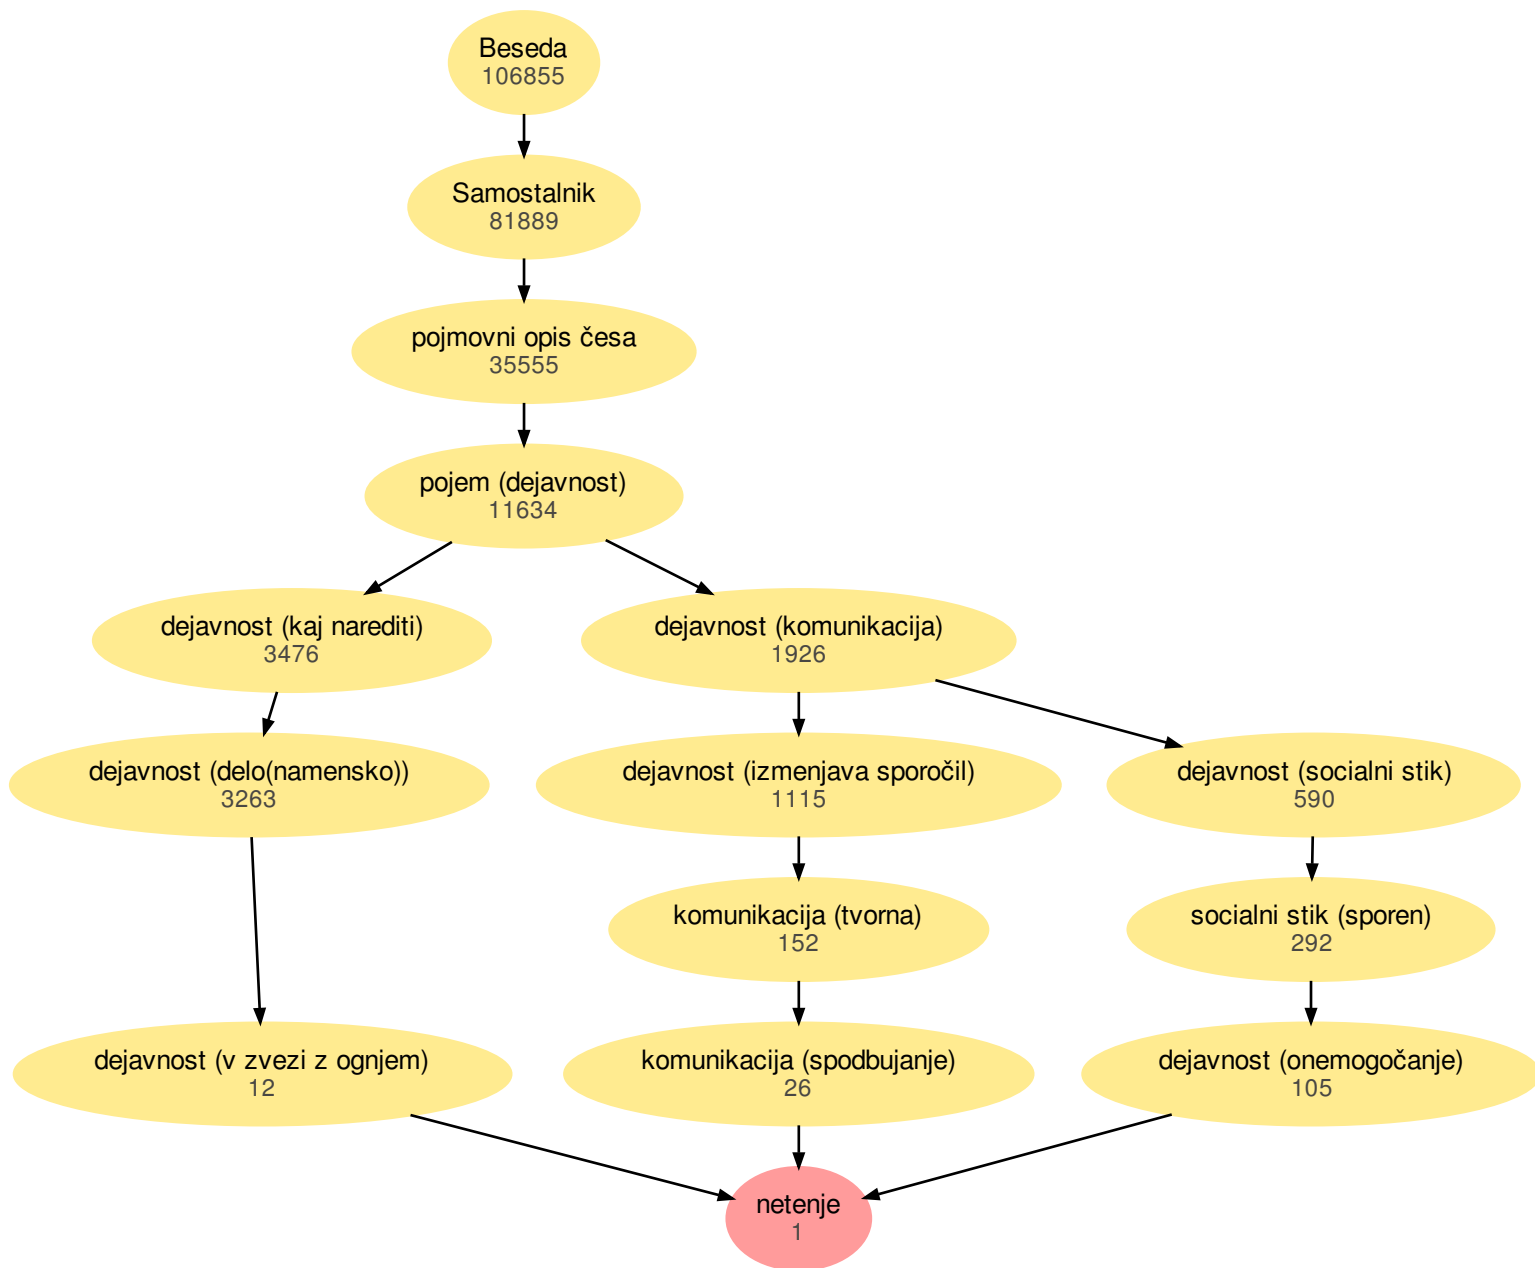 Beseda
106855
Samostalnik
81889
pojmovni opis česa
35555
pojem (dejavnost)
11634
dejavnost (kaj narediti)
3476
dejavnost (komunikacija)
1926
dejavnost (delo(namensko))
3263
dejavnost (izmenjava sporočil)
1115
dejavnost (socialni stik)
590
komunikacija (tvorna)
152
socialni stik (sporen)
292
dejavnost (v zvezi z ognjem)
12
komunikacija (spodbujanje)
26
dejavnost (onemogočanje)
105
netenje
1